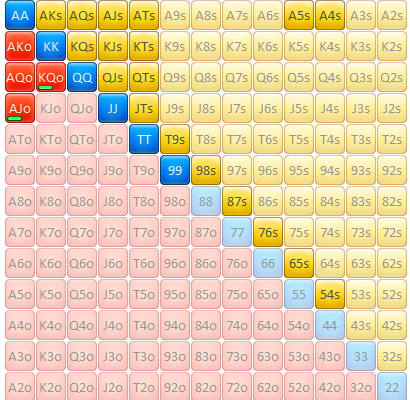 AA AKs AQs AJs ATs A9s A8s A7s A6s A5s A4s A3s A2s
AKo KK KQs KJs KTs K9s K8s K7s K6s K5s K4s K3s K2s
AQo KQo QQ QJs QTs Q9s Q8s Q7s Q6s Q5s Q4s Q3s Q2s
AJo KJo QJo JJ JTs J9s J8s J7s J6s J5s J4s J3s J2s
ATo KTo QTo JTo TT T9s T8s T7s T6s T5s T4s T3s T2s
A9o K9o Q9o J9o T9o 99 98s 97s 96s 95s 94s 93s 92s
A8o K8o Q8o J8o T8o 98o 88 87s 86s 85s 84s 83s 82s
A7o K7o Q7o J7o T7o 97o 87o 77 76s 75s 74s 73s 72s
A6o K6o Q6o J6o T6o 96o 86o 76o 66 65s 64s 63s 62s
A5o K5o Q5o J5o T5o 95o 85o 75o 65o 55 54s 53s 52s
A4o K4o Q4o J4o T4o 94o 84o 74o 64o 54o 44 43s 42s
A3o K3o Q3o J3o T3o 93o 83o 73o 63o 53o 43o 33 32s
A2o K2o Q2o J2o T2o 92o 82o 72o 62o 52o 42o 32o 22